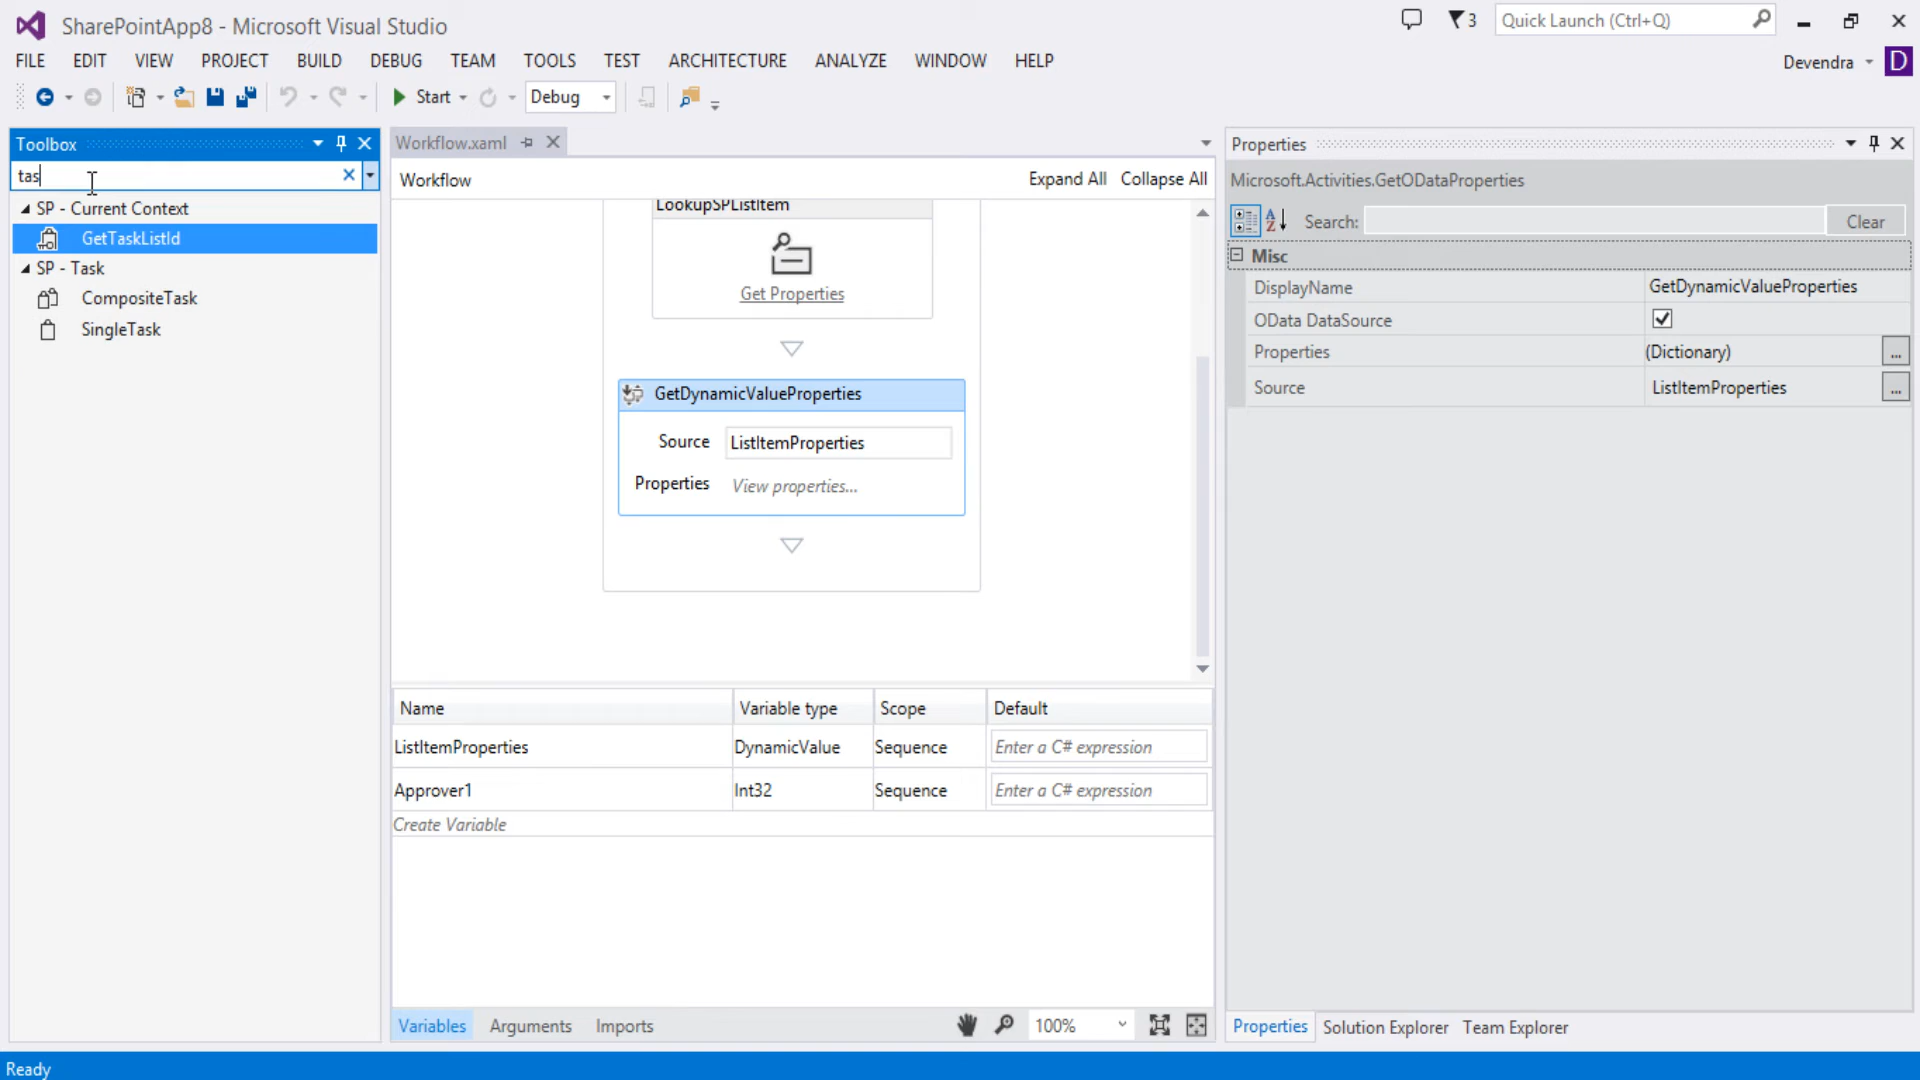 SharePointApp8 - Microsoft Visual Studio
3
Quick Launch (Ctrl+Q)
FILE EDIT VIEW PROJECT BUILD DEBUG TEAM TOOLS TEST ARCHITECTURE ANALYZE WINDOW HELP
Devendra D
Start Debug
Toolbox
tas
SP - Current Context
GetTaskListId
SP - Task
CompositeTask
SingleTask
Workflow.xaml
Workflow Expand All Collapse All
LookupSPListItem
Get Properties
GetDynamicValueProperties
Source ListItemProperties
Properties View properties...
Name Variable type Scope Default
ListItemProperties DynamicValue Sequence Enter a C# expression
Approver1 Int32 Sequence Enter a C# expression
Create Variable
Variables Arguments Imports 100%
Properties
Microsoft.Activities.GetODataProperties
AZ Search: Clear
Misc
DisplayName GetDynamicValueProperties
OData DataSource
Properties (Dictionary) ...
Source ListItemProperties ...
Properties Solution Explorer Team Explorer
Ready